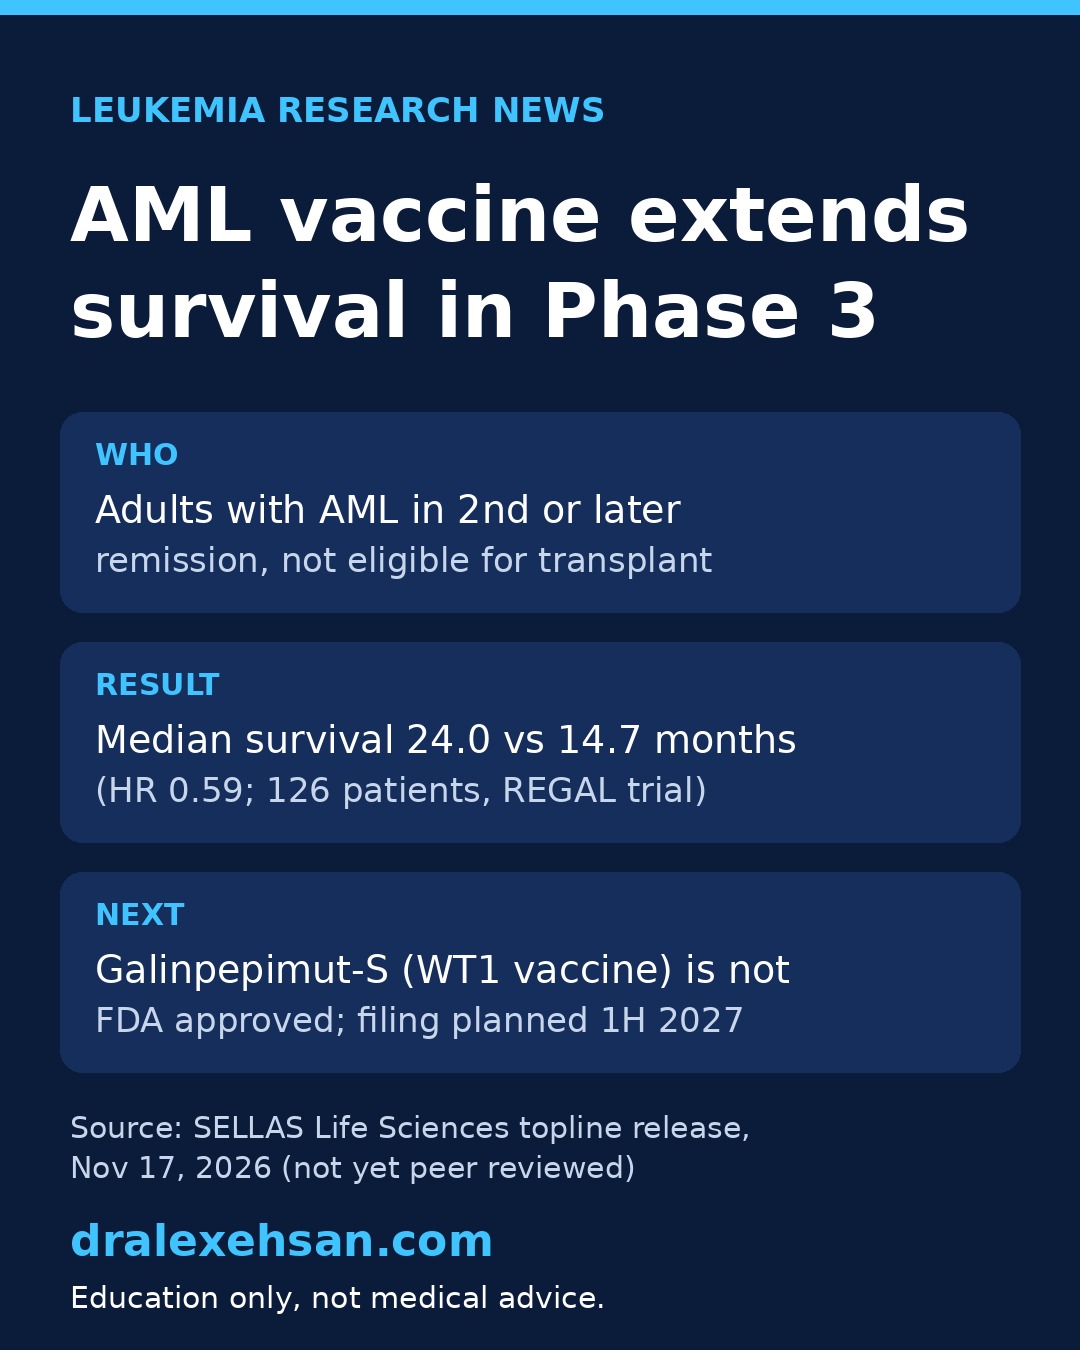 LEUKEMIA RESEARCH NEWS
AML vaccine extends
survival in Phase 3
WHO
Adults with AML in 2nd or later
remission, not eligible for transplant
RESULT
Median survival 24.0 vs 14.7 months
(HR 0.59; 126 patients, REGAL trial)
NEXT
Galinpepimut-S (WT1 vaccine) is not
FDA approved; filing planned 1H 2027
Source: SELLAS Life Sciences topline release,
Nov 17, 2026 (not yet peer reviewed)
dralexehsan.com
Education only, not medical advice.